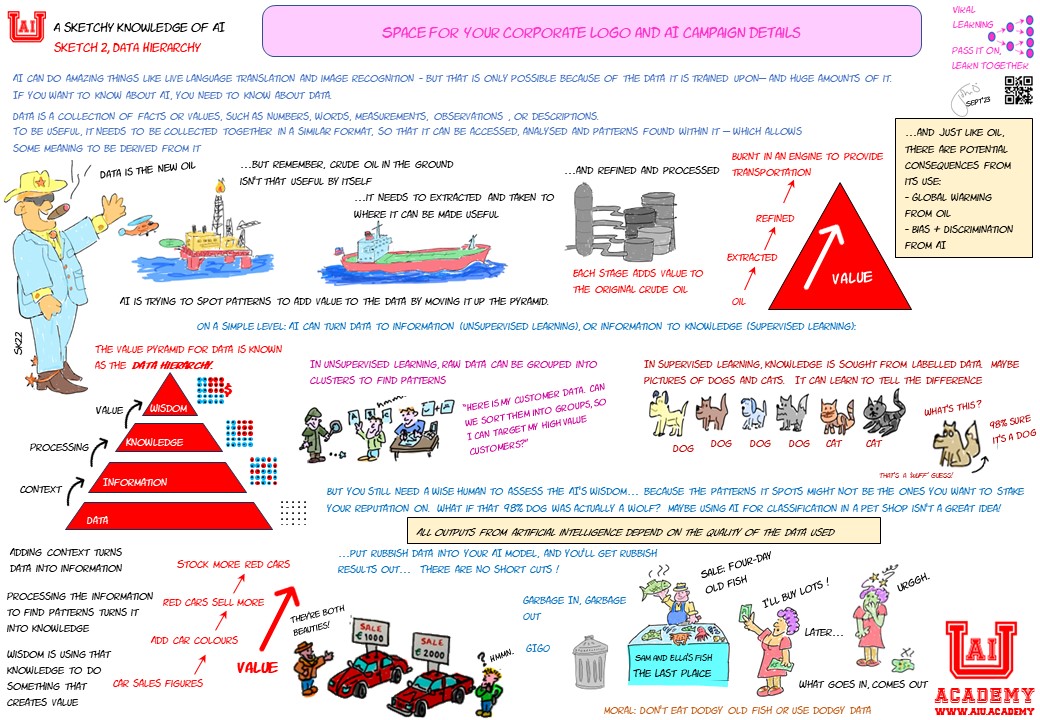 UAI
A SKETCHY KNOWLEDGE OF AI
SKETCH 2, DATA HIERARCHY
SPACE FOR YOUR CORPORATE LOGO AND AI CAMPAIGN DETAILS
VIRAL
LEARNING
PASS IT ON,
LEARN TOGETHER
SEPT'23
AI CAN DO AMAZING THINGS LIKE LIVE LANGUAGE TRANSLATION AND IMAGE RECOGNITION - BUT THAT IS ONLY POSSIBLE BECAUSE OF THE DATA IT IS TRAINED UPON— AND HUGE AMOUNTS OF IT.
IF YOU WANT TO KNOW ABOUT AI, YOU NEED TO KNOW ABOUT DATA.
DATA IS A COLLECTION OF FACTS OR VALUES, SUCH AS NUMBERS, WORDS, MEASUREMENTS, OBSERVATIONS , OR DESCRIPTIONS.
TO BE USEFUL, IT NEEDS TO BE COLLECTED TOGETHER IN A SIMILAR FORMAT, SO THAT IT CAN BE ACCESSED, ANALYSED AND PATTERNS FOUND WITHIN IT — WHICH ALLOWS
SOME MEANING TO BE DERIVED FROM IT
DATA IS THE NEW OIL
...BUT REMEMBER, CRUDE OIL IN THE GROUND
ISN'T THAT USEFUL BY ITSELF
...IT NEEDS TO EXTRACTED AND TAKEN TO
WHERE IT CAN BE MADE USEFUL
...AND REFINED AND PROCESSED
EACH STAGE ADDS VALUE TO
THE ORIGINAL CRUDE OIL
BURNT IN AN ENGINE TO PROVIDE
TRANSPORTATION
REFINED
EXTRACTED
OIL
VALUE
...AND JUST LIKE OIL,
THERE ARE POTENTIAL
CONSEQUENCES FROM
ITS USE:
- GLOBAL WARMING
FROM OIL
- BIAS + DISCRIMINATION
FROM AI
SK22
AI IS TRYING TO SPOT PATTERNS TO ADD VALUE TO THE DATA BY MOVING IT UP THE PYRAMID.
ON A SIMPLE LEVEL: AI CAN TURN DATA TO INFORMATION (UNSUPERVISED LEARNING), OR INFORMATION TO KNOWLEDGE (SUPERVISED LEARNING):
THE VALUE PYRAMID FOR DATA IS KNOWN
AS THE DATA HIERARCHY.
VALUE
PROCESSING
CONTEXT
WISDOM
KNOWLEDGE
INFORMATION
DATA
$
IN UNSUPERVISED LEARNING, RAW DATA CAN BE GROUPED INTO
CLUSTERS TO FIND PATTERNS
HMMM..
"HERE IS MY CUSTOMER DATA. CAN
WE SORT THEM INTO GROUPS, SO
I CAN TARGET MY HIGH VALUE
CUSTOMERS?"
IN SUPERVISED LEARNING, KNOWLEDGE IS SOUGHT FROM LABELLED DATA. MAYBE
PICTURES OF DOGS AND CATS. IT CAN LEARN TO TELL THE DIFFERENCE
DOG
DOG
DOG
DOG
CAT
CAT
WHAT'S THIS?
98% SURE
IT'S A DOG
THAT'S A 'WUFF' GUESS!
BUT YOU STILL NEED A WISE HUMAN TO ASSESS THE AI'S WISDOM... BECAUSE THE PATTERNS IT SPOTS MIGHT NOT BE THE ONES YOU WANT TO STAKE
YOUR REPUTATION ON. WHAT IF THAT 98% DOG WAS ACTUALLY A WOLF? MAYBE USING AI FOR CLASSIFICATION IN A PET SHOP ISN'T A GREAT IDEA!
ALL OUTPUTS FROM ARTIFICIAL INTELLIGENCE DEPEND ON THE QUALITY OF THE DATA USED
ADDING CONTEXT TURNS
DATA INTO INFORMATION
PROCESSING THE INFORMATION
TO FIND PATTERNS TURNS IT
INTO KNOWLEDGE
WISDOM IS USING THAT
KNOWLEDGE TO DO
SOMETHING THAT
CREATES VALUE
STOCK MORE RED CARS
RED CARS SELL MORE
ADD CAR COLOURS
CAR SALES FIGURES
VALUE
THEY'RE BOTH
BEAUTIES!
SALE
€1000
SALE
€2000
? HMMN.
...PUT RUBBISH DATA INTO YOUR AI MODEL, AND YOU'LL GET RUBBISH
RESULTS OUT... THERE ARE NO SHORT CUTS !
GARBAGE IN, GARBAGE
OUT
GIGO
SALE: FOUR-DAY
OLD FISH
SAM AND ELLA'S FISH
THE LAST PLACE
I'LL BUY LOTS !
LATER...
URGGH.
WHAT GOES IN, COMES OUT
MORAL: DON'T EAT DODGY OLD FISH OR USE DODGY DATA
UAI
ACADEMY
WWW.AIU.ACADEMY